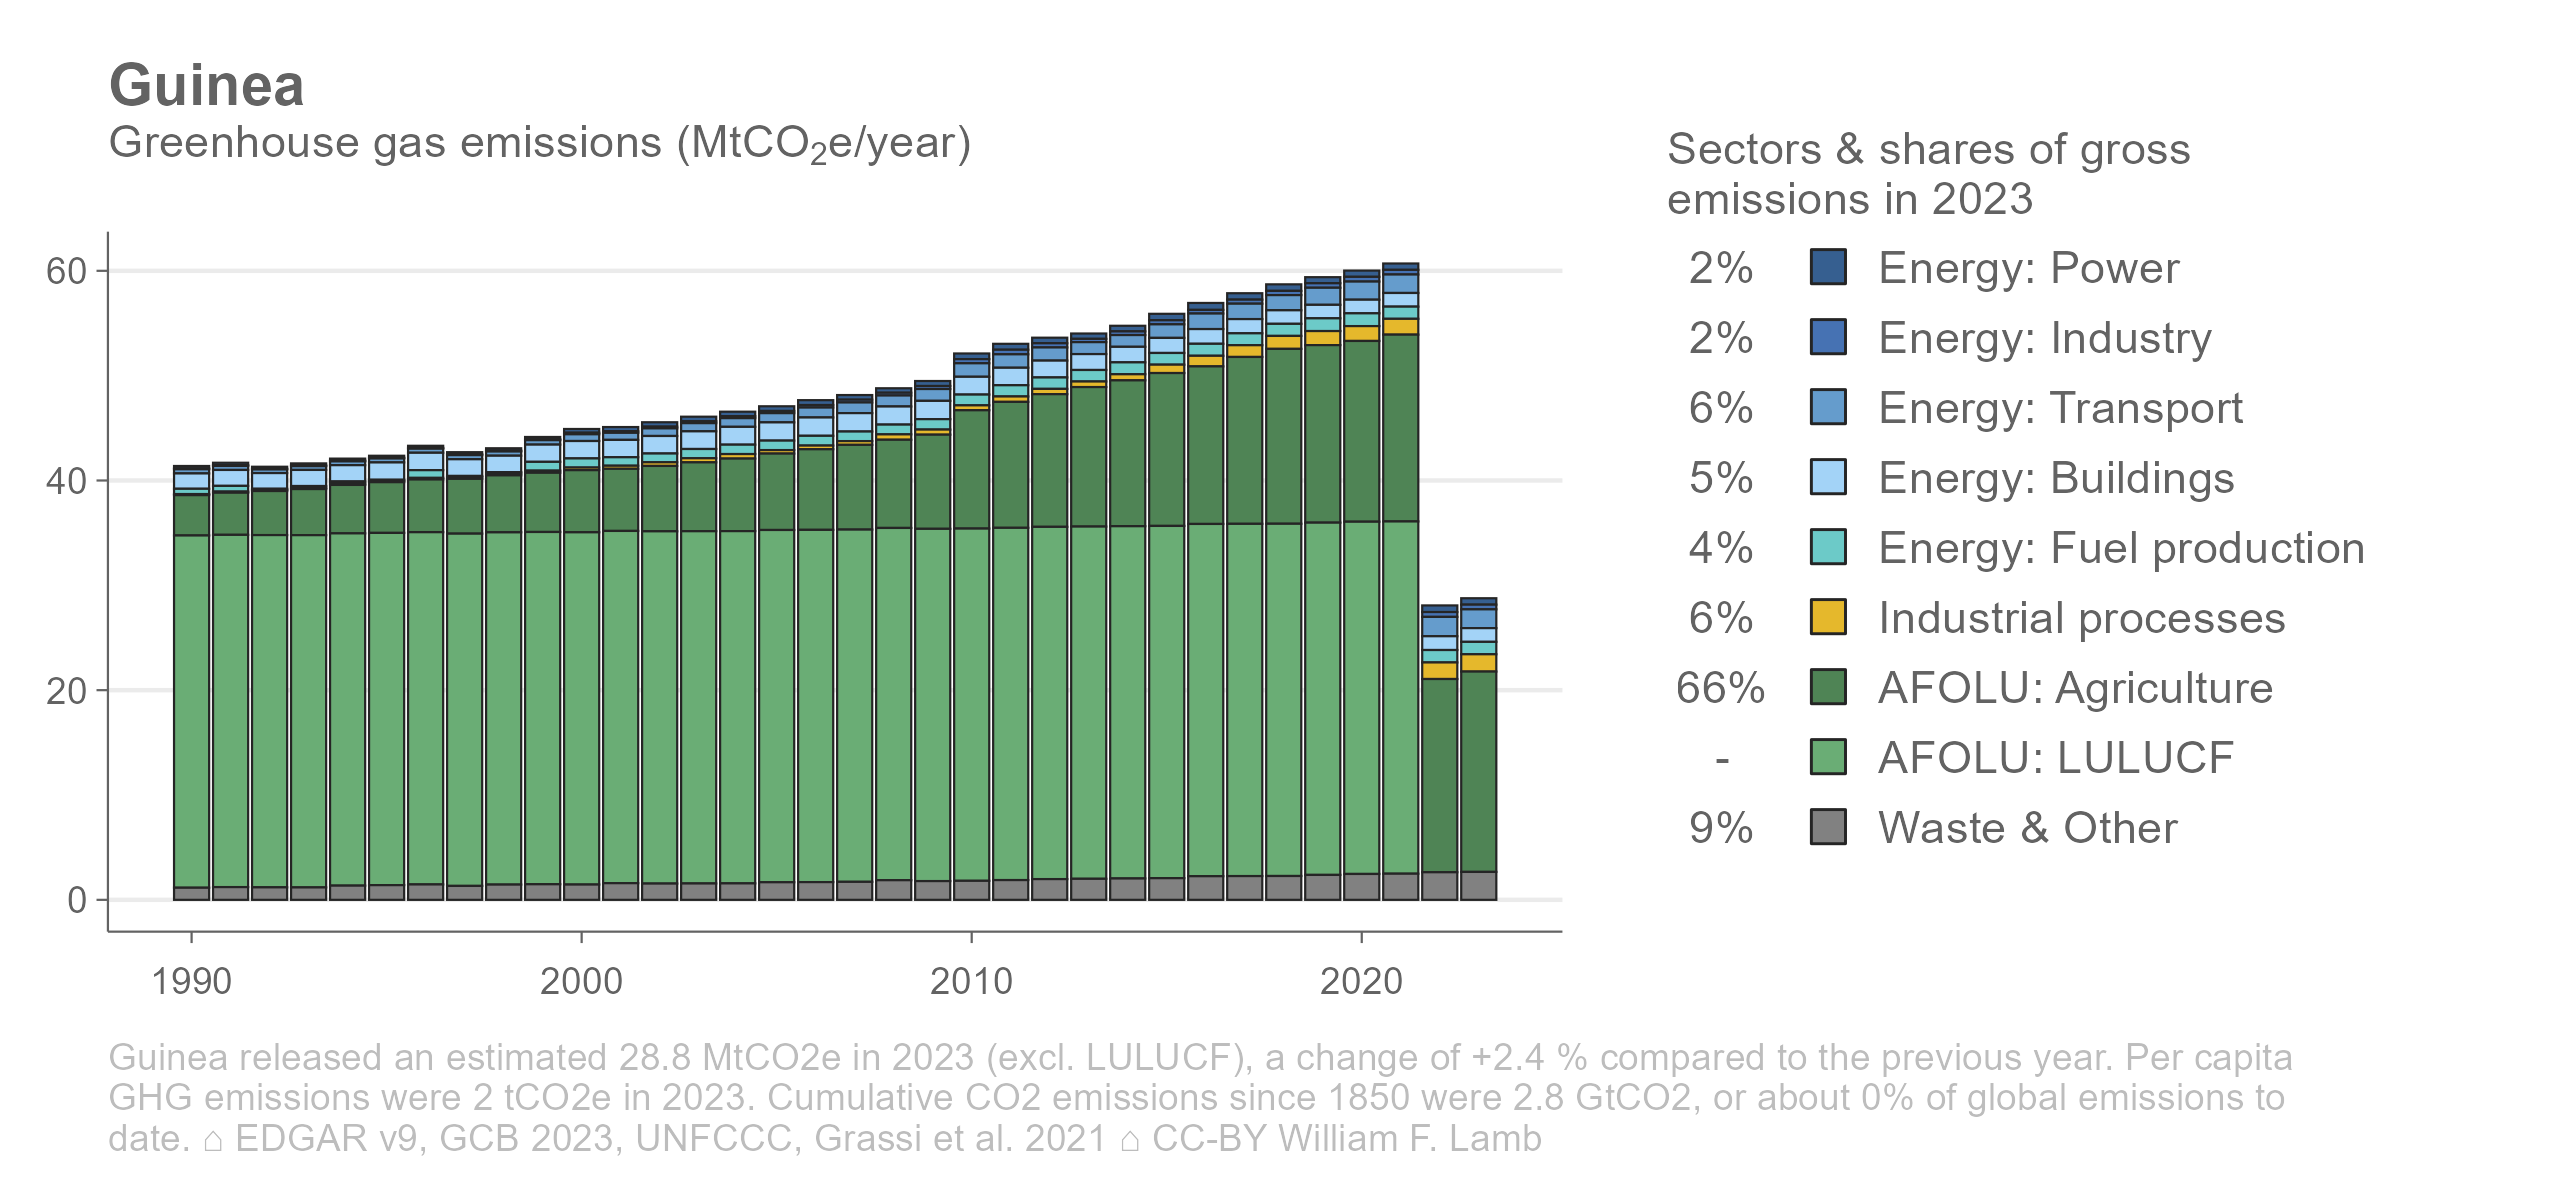 Guinea
Greenhouse gas emissions (MtCO₂e/year)
Sectors & shares of gross
emissions in 2023
2% Energy: Power
2% Energy: Industry
6% Energy: Transport
5% Energy: Buildings
4% Energy: Fuel production
6% Industrial processes
66% AFOLU: Agriculture
- AFOLU: LULUCF
9% Waste & Other
60
40
20
0
1990 2000 2010 2020
Guinea released an estimated 28.8 MtCO2e in 2023 (excl. LULUCF), a change of +2.4 % compared to the previous year. Per capita
GHG emissions were 2 tCO2e in 2023. Cumulative CO2 emissions since 1850 were 2.8 GtCO2, or about 0% of global emissions to
date. ⌂ EDGAR v9, GCB 2023, UNFCCC, Grassi et al. 2021 ⌂ CC-BY William F. Lamb